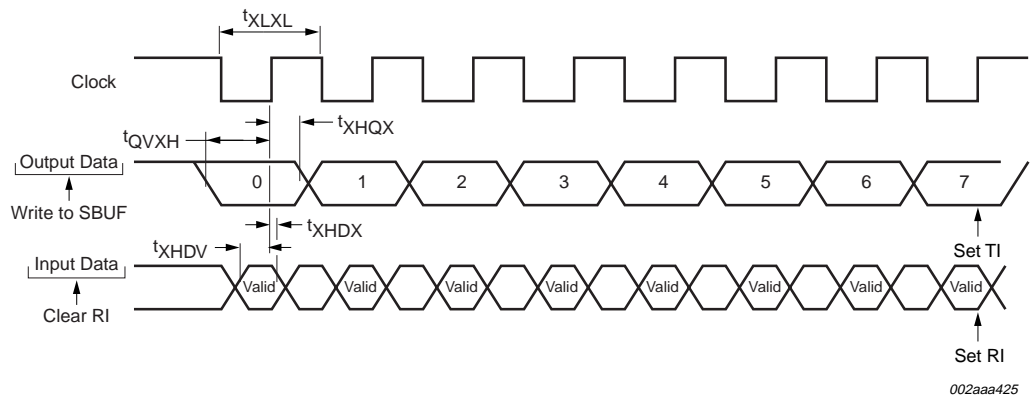 tXLXL
Clock
tXHQX
tQVXH
Output Data
0 1 2 3 4 5 6 7
Write to SBUF
tXHDX
Set TI
tXHDV
Input Data
Valid Valid Valid Valid Valid Valid Valid Valid
Clear RI
Set RI
002aaa425